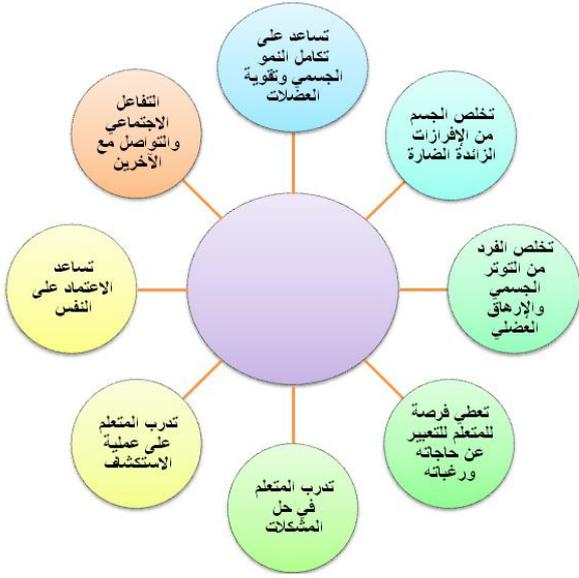 تساعد على
تكامل النمو
الجسمي وتقوية
العضلات
تخلص الجسم
من الإفرازات
الزائدة الضارة
تخلص الفرد
من التوتر
الجسمي
والإرهاق
العضلي
تعطي فرصة
للمتعلم للتعبير
عن حاجاته
ورغباته
تدرب المتعلم
في حل
المشكلات
تدرب المتعلم
على عملية
الاستكشف
تساعد
الاعتماد على
النفس
التفاعل
الاجتماعي
والتواصل مع
الآخرين